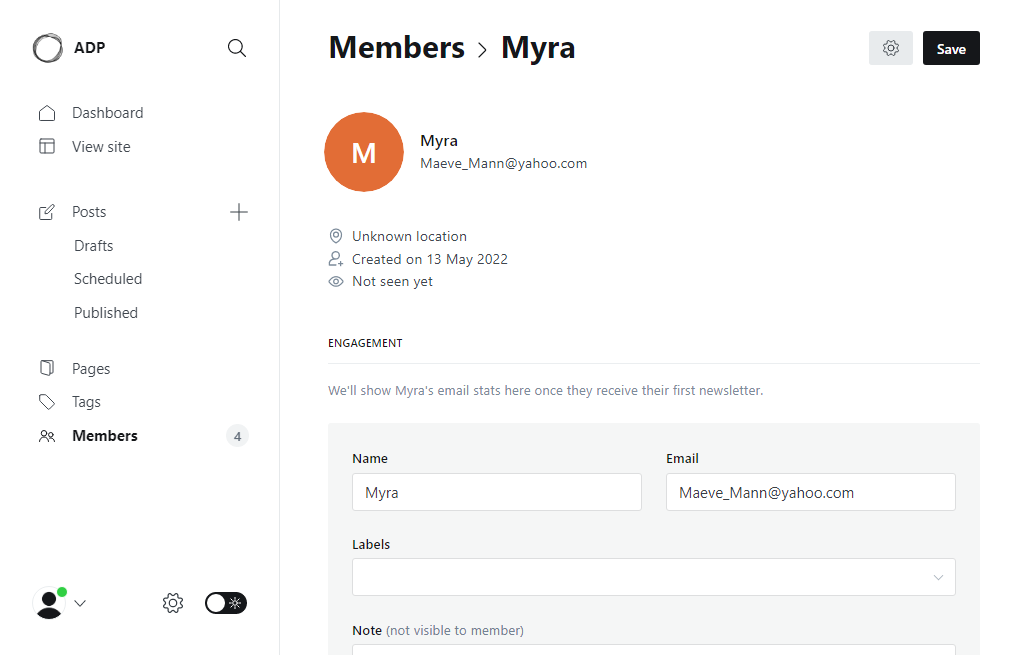 ADP
Dashboard
View site
Posts
Drafts
Scheduled
Published
Pages
Tags
Members 4
Members > Myra
Save
M
Myra
Maeve_Mann@yahoo.com
Unknown location
Created on 13 May 2022
Not seen yet
ENGAGEMENT
We'll show Myra's email stats here once they receive their first newsletter.
Name Email
Myra Maeve_Mann@yahoo.com
Labels
Note (not visible to member)